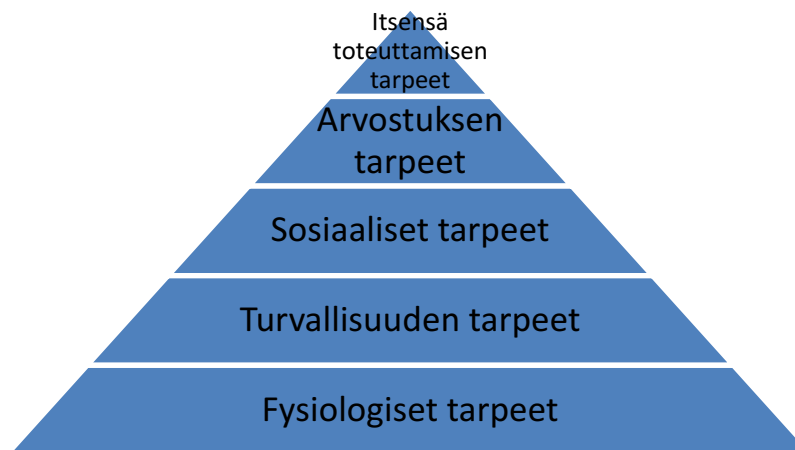 Itsensä
toteuttamisen
tarpeet
Arvostuksen
tarpeet
Sosiaaliset tarpeet
Turvallisuuden tarpeet
Fysiologiset tarpeet